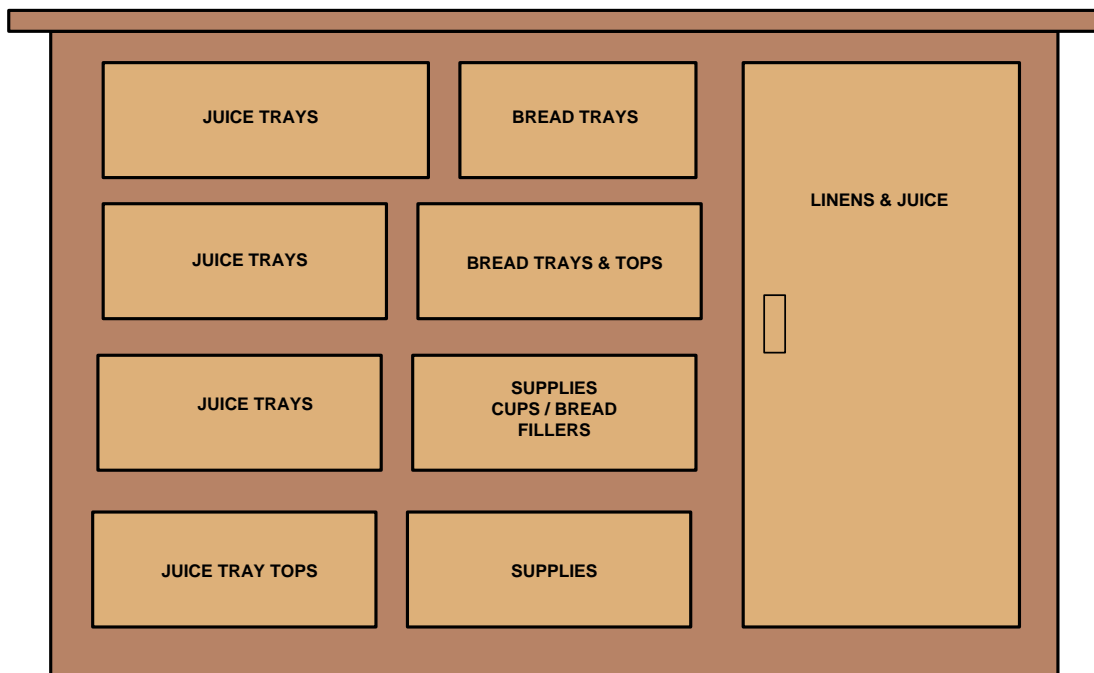 JUICE TRAYS
BREAD TRAYS
LINENS & JUICE
JUICE TRAYS
BREAD TRAYS & TOPS
JUICE TRAYS
SUPPLIES
CUPS / BREAD
FILLERS
JUICE TRAY TOPS
SUPPLIES